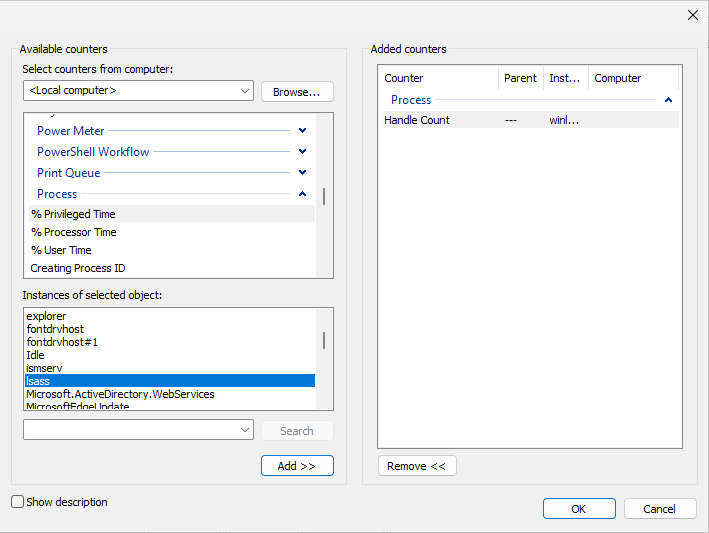 Available counters
Select counters from computer:
<Local computer>
Browse...
Power Meter
PowerShell Workflow
Print Queue
Process
% Privileged Time
% Processor Time
% User Time
Creating Process ID
Instances of selected object:
explorer
fontdrvhost
fontdrvhost#1
Idle
ismserv
lsass
Microsoft.ActiveDirectory.WebServices
MicrosoftEdgeUpdate
Search
Add >>
Show description
Added counters
Counter Parent Inst... Computer
Process
Handle Count --- winl...
Remove <<
OK Cancel